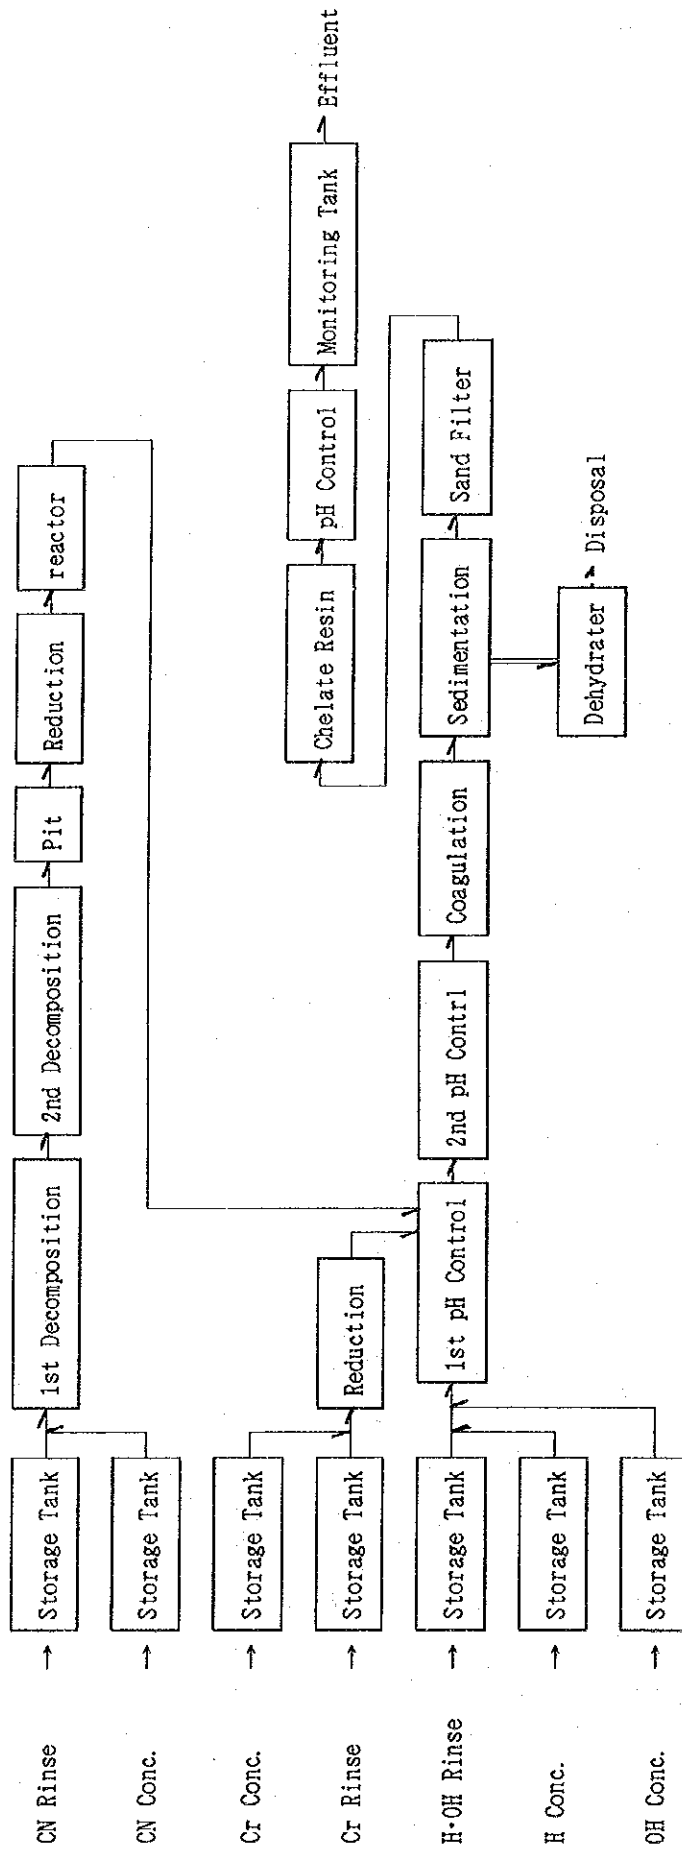 CN Rinse → Storage Tank 1st Decomposition 2nd Decomposition Pit Reduction reactor
CN Conc. → Storage Tank
Cr Conc. → Storage Tank
Cr Rinse → Storage Tank Reduction
Chelate Resin pH Control Monitoring Tank Effluent
H·OH Rinse → Storage Tank 1st pH Control 2nd pH Contrl Coagulation Sedimentation Sand Filter
H Conc. → Storage Tank
Dehydrater Disposal
OH Conc. → Storage Tank